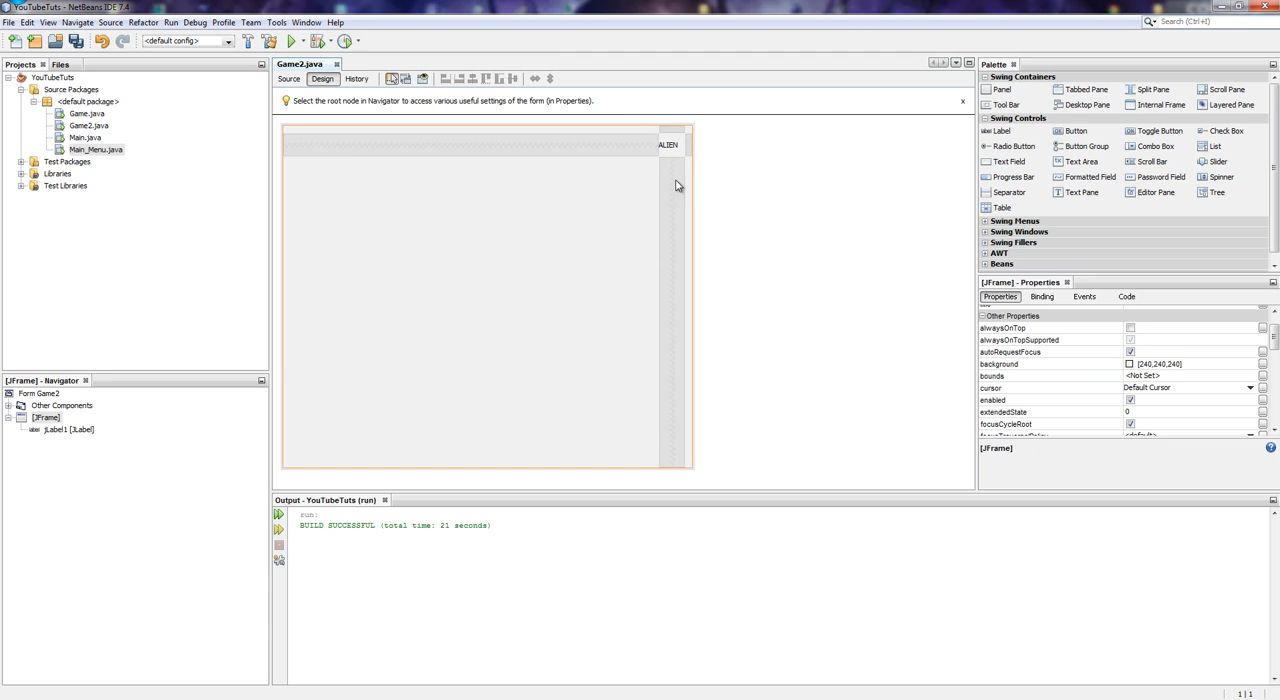 YouTubeTuts - NetBeans IDE 7.4
File Edit View Navigate Source Refactor Run Debug Profile Team Tools Window Help
Search (Ctrl+I)
<default config>
Projects Files
YouTubeTuts
Source Packages
<default package>
Game.java
Game2.java
Main.java
Main_Menu.java
Test Packages
Libraries
Test Libraries
[JFrame] - Navigator
Form Game2
Other Components
[JFrame]
label jLabel1 [JLabel]
Game2.java
Source Design History
Select the root node in Navigator to access various useful settings of the form (in Properties). x
ALIEN
Palette
Swing Containers
Panel Tabbed Pane Split Pane Scroll Pane
Tool Bar Desktop Pane Internal Frame Layered Pane
Swing Controls
label Label Button Toggle Button Check Box
Radio Button Button Group Combo Box List
Text Field Text Area Scroll Bar Slider
Progress Bar Formatted Field Password Field Spinner
Separator Text Pane Editor Pane Tree
Table
Swing Menus
Swing Windows
Swing Fillers
AWT
Beans
[JFrame] - Properties
Properties Binding Events Code
Other Properties
alwaysOnTop
alwaysOnTopSupported
autoRequestFocus
background [240,240,240]
bounds <Not Set>
cursor Default Cursor
enabled
extendedState 0
focusCycleRoot
focusTraversalPolicy <default>
[JFrame]
Output - YouTubeTuts (run)
run:
BUILD SUCCESSFUL (total time: 21 seconds)
1 | 1